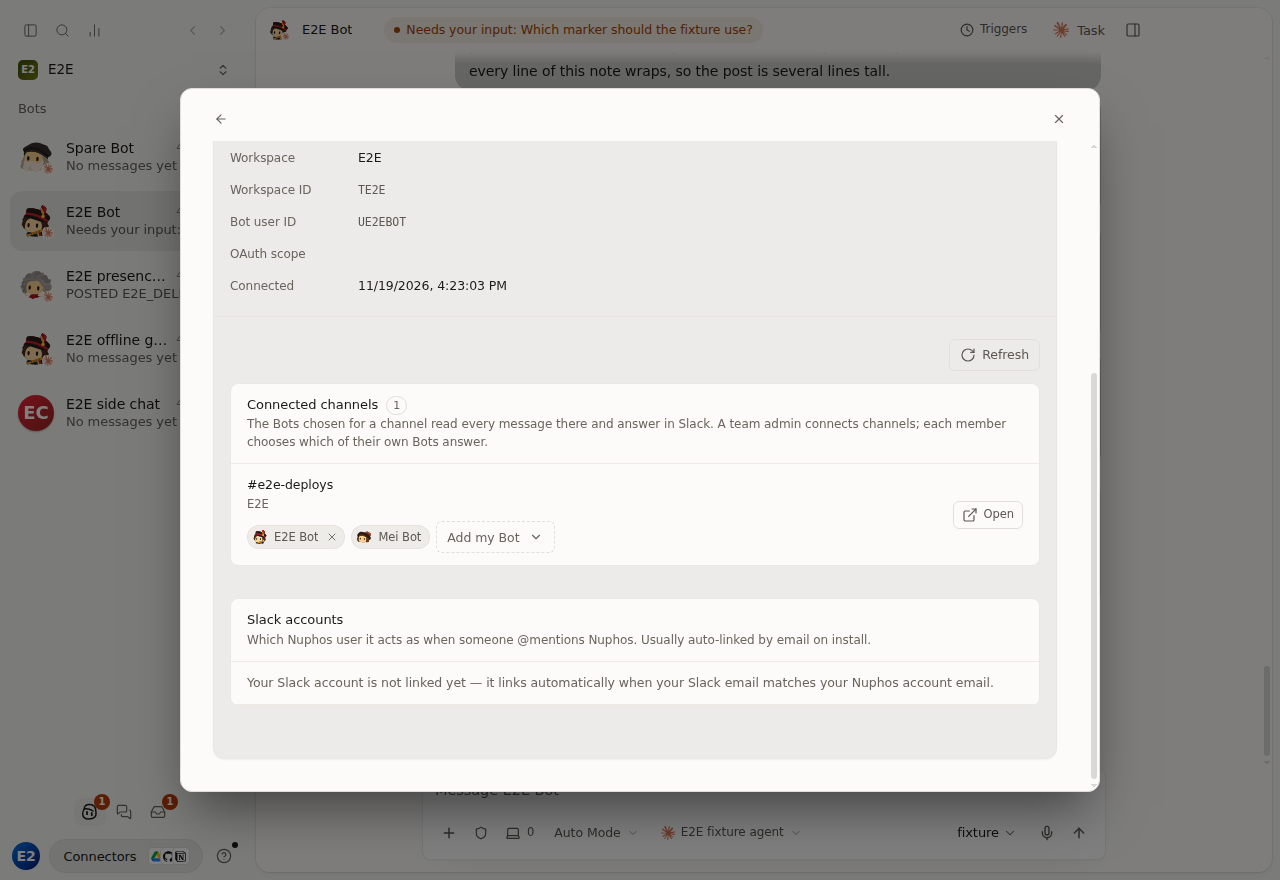 E2E Bot
Needs your input: Which marker should the fixture use?
Triggers
Task
E2 E2E
every line of this note wraps, so the post is several lines tall.
Bots
Spare Bot
No messages yet
E2E Bot
Needs your input:
E2E presenc...
POSTED E2E_DEL
E2E offline g...
No messages yet
EC
E2E side chat
No messages yet
Workspace E2E
Workspace ID TE2E
Bot user ID UE2EBOT
OAuth scope
Connected 11/19/2026, 4:23:03 PM
Refresh
Connected channels 1
The Bots chosen for a channel read every message there and answer in Slack. A team admin connects channels; each member
chooses which of their own Bots answer.
#e2e-deploys
E2E
E2E Bot
Mei Bot
Add my Bot
Open
Slack accounts
Which Nuphos user it acts as when someone @mentions Nuphos. Usually auto-linked by email on install.
Your Slack account is not linked yet — it links automatically when your Slack email matches your Nuphos account email.
Message E2E Bot
1
1
0
Auto Mode
E2E fixture agent
fixture
E2
Connectors